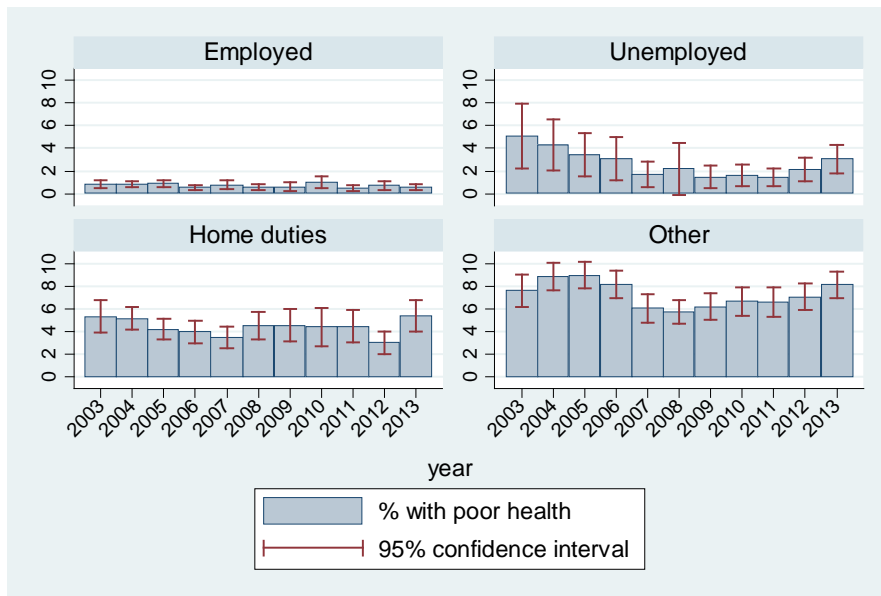 Employed
Unemployed
0 2 4 6 8 10
0 2 4 6 8 10
Home duties
Other
0 2 4 6 8 10
0 2 4 6 8 10
2003 2004 2005 2006 2007 2008 2009 2010 2011 2012 2013
2003 2004 2005 2006 2007 2008 2009 2010 2011 2012 2013
year
% with poor health
95% confidence interval